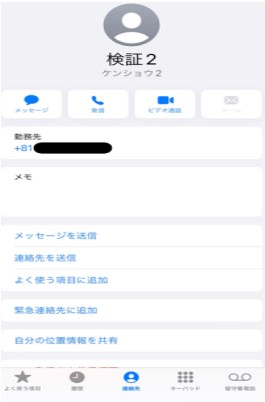 検証2
ケンショウ2
メッセージ
発信
ビデオ通話
メール
勤務先
+81
メモ
メッセージを送信
連絡先を送信
よく使う項目に追加
緊急連絡先に追加
自分の位置情報を共有
よく使う項目
履歴
連絡先
キーパッド
留守番電話